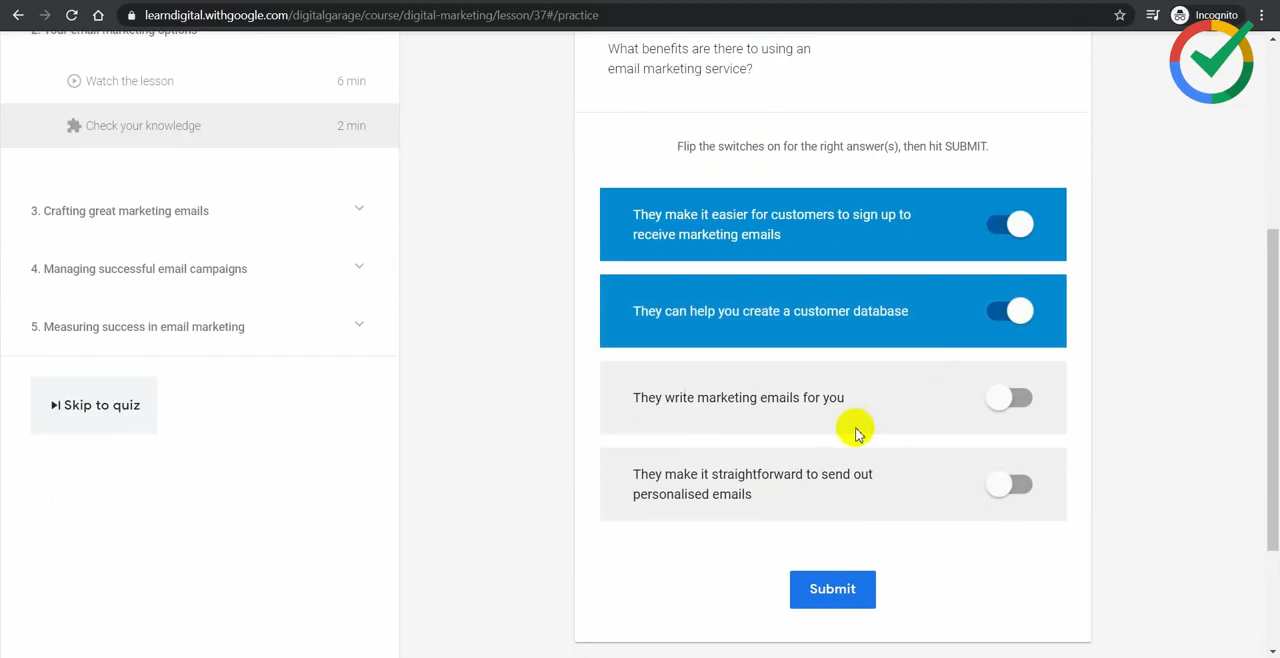 learndigital.withgoogle.com/digitalgarage/course/digital-marketing/lesson/37#/practice
Incognito
2. Your email marketing options
Watch the lesson
6 min
Check your knowledge
2 min
3. Crafting great marketing emails
4. Managing successful email campaigns
5. Measuring success in email marketing
Skip to quiz
What benefits are there to using an
email marketing service?
Flip the switches on for the right answer(s), then hit SUBMIT.
They make it easier for customers to sign up to
receive marketing emails
They can help you create a customer database
They write marketing emails for you
They make it straightforward to send out
personalised emails
Submit